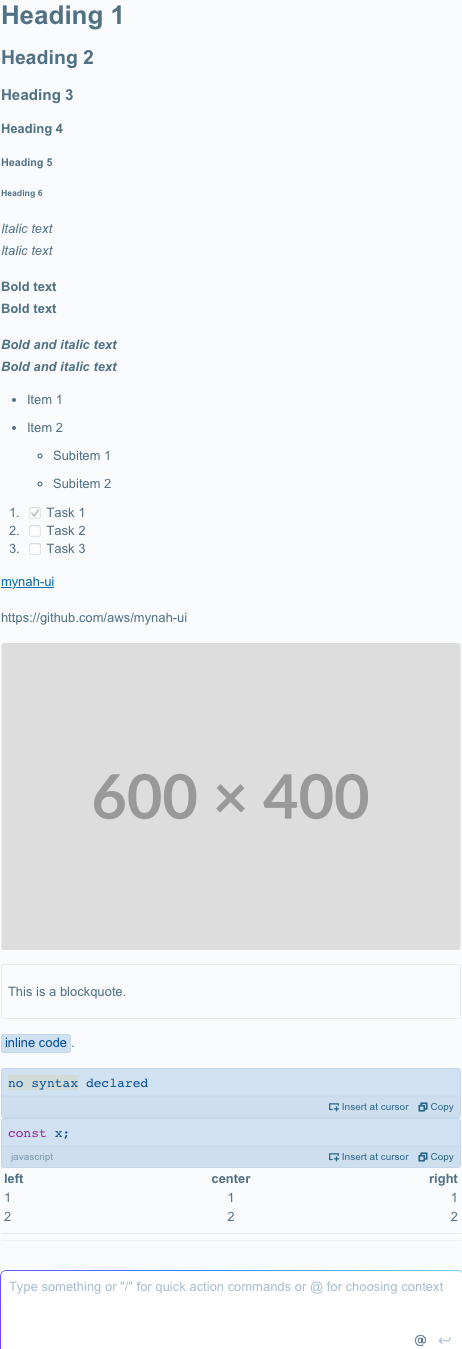 Heading 1
Heading 2
Heading 3
Heading 4
Heading 5
Heading 6
Italic text
Italic text
Bold text
Bold text
Bold and italic text
Bold and italic text
Item 1
Item 2
Subitem 1
Subitem 2
1. Task 1
2. Task 2
3. Task 3
mynah-ui
https://github.com/aws/mynah-ui
600 × 400
This is a blockquote.
inline code.
no syntax declared
Insert at cursor Copy
const x;
javascript Insert at cursor Copy
left center right
1 1 1
2 2 2
Type something or "/" for quick action commands or @ for choosing context
@